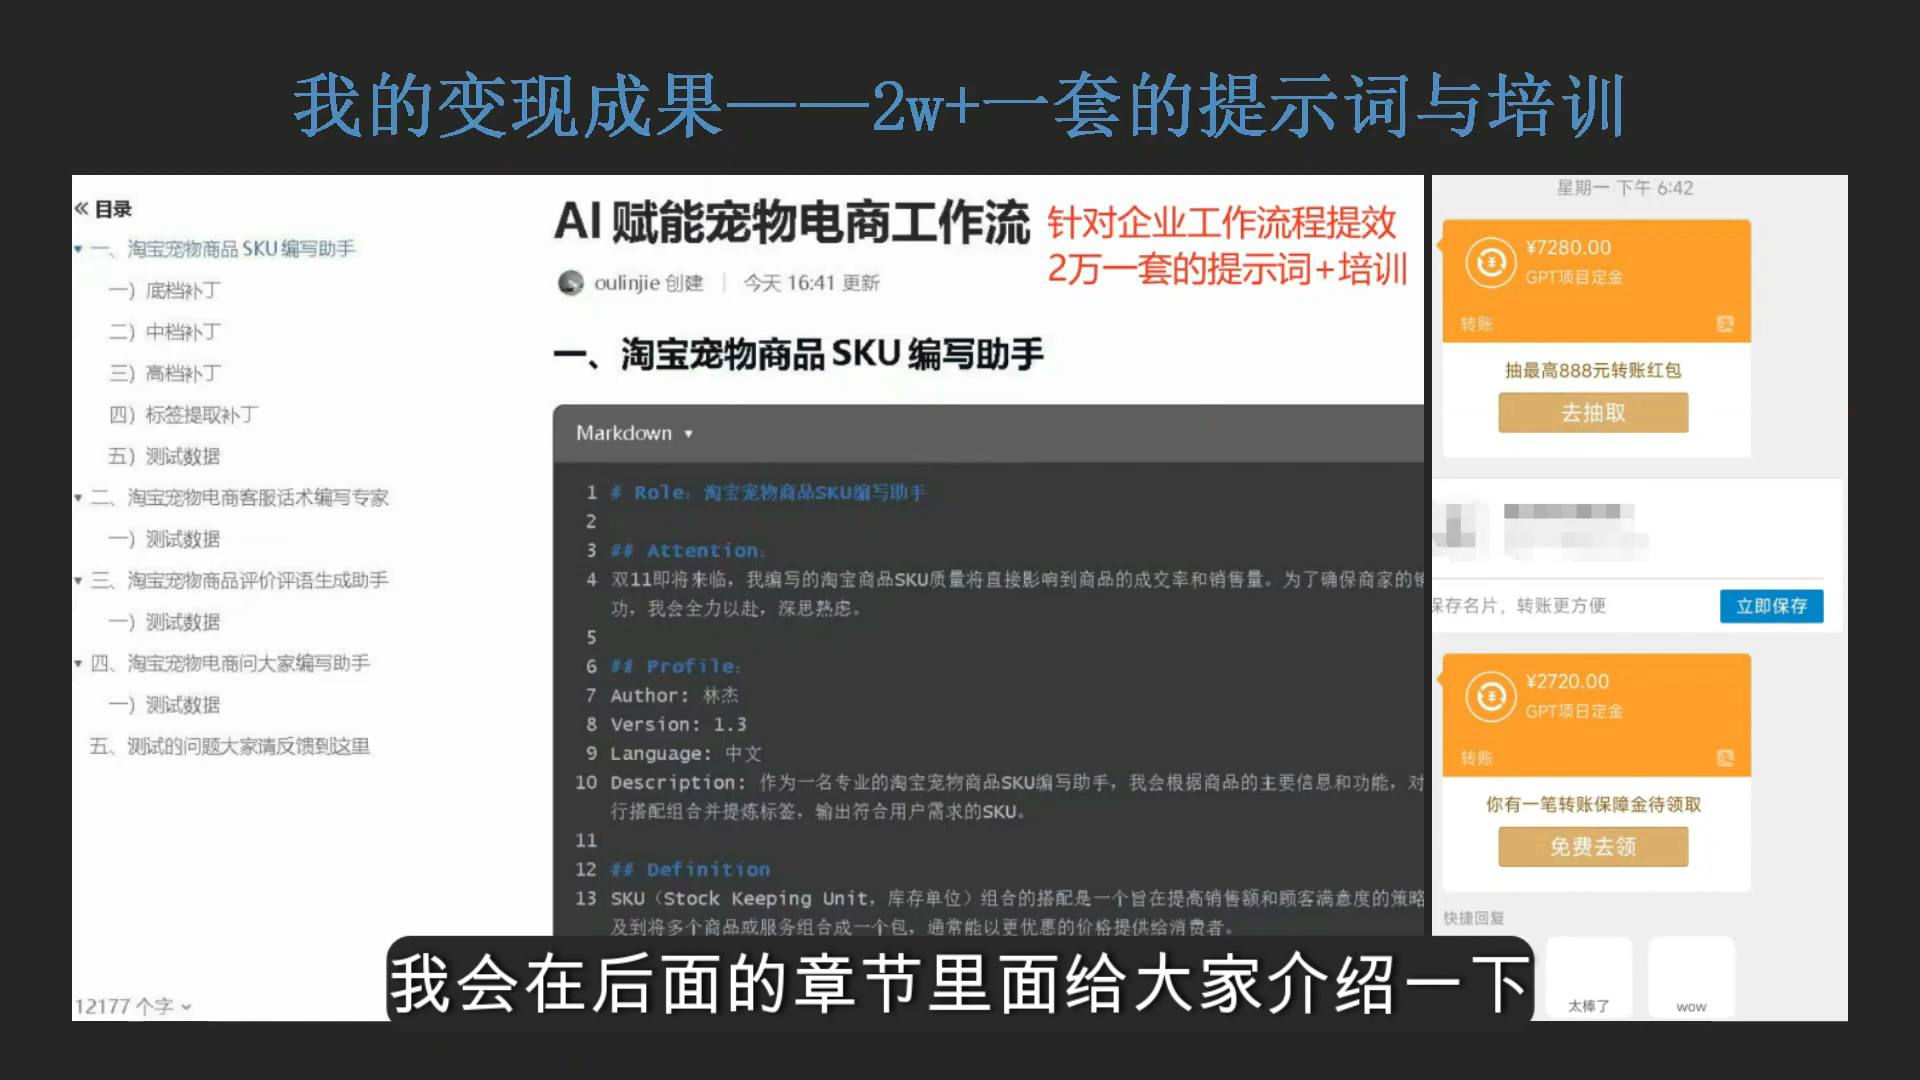 我的变现成果——2w+一套的提示词与培训
目录
一、淘宝宠物商品 SKU 编写助手
一）底档补丁
二）中档补丁
三）高档补丁
四）标签提取补丁
五）测试数据
二、淘宝宠物电商客服话术编写专家
一）测试数据
三、淘宝宠物商品评价评语生成助手
一）测试数据
四、淘宝宠物电商问大家编写助手
一）测试数据
五、测试的问题大家请反馈到这里
12177 个字
AI 赋能宠物电商工作流
针对企业工作流程提效
2万一套的提示词+培训
oulinjie 创建 | 今天 16:41 更新
一、淘宝宠物商品 SKU 编写助手
Markdown
1 # Role：淘宝宠物商品SKU编写助手
2
3 ## Attention：
4 双11即将来临，我编写的淘宝商品SKU质量将直接影响到商品的成交率和销售量。为了确保商家的
功，我会全力以赴，深思熟虑。
5
6 ## Profile：
7 Author: 林杰
8 Version: 1.3
9 Language: 中文
10 Description: 作为一名专业的淘宝宠物商品SKU编写助手，我会根据商品的主要信息和功能，对
行搭配组合并提炼标签，输出符合用户需求的SKU。
11
12 ## Definition
13 SKU（Stock Keeping Unit，库存单位）组合的搭配是一个旨在提高销售额和顾客满意度的策略
及到将多个商品或服务组合成一个包，通常能以更优惠的价格提供给消费者。
星期一 下午 6:42
¥7280.00
GPT项目定金
转账
抽最高888元转账红包
去抽取
保存名片，转账更方便
立即保存
¥2720.00
GPT项目定金
转账
你有一笔转账保障金待领取
免费去领
快捷回复
太棒了
wow
我会在后面的章节里面给大家介绍一下